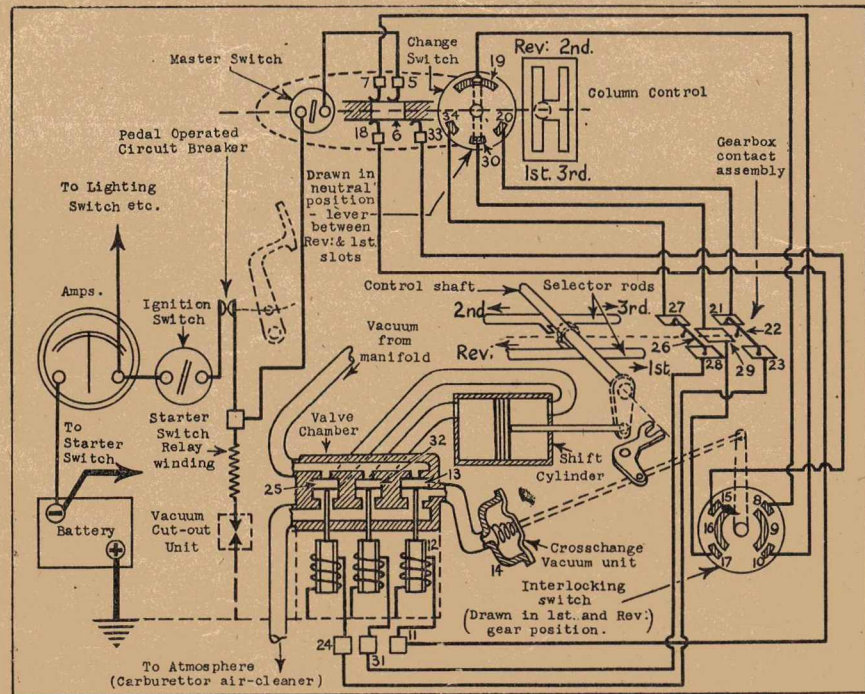 Change
Switch
Rev: 2nd.
Master Switch
19
7
5
Column Control
34
20
18
6
33
30
1st. 3rd.
Pedal Operated
Circuit Breaker
Gearbox
contact
assembly
To Lighting
Switch etc.
Drawn in
neutral
position
- lever-
between
Rev: & 1st.
slots
Amps.
Ignition
Switch
Control shaft
Selector rods
2nd
3rd.
27
21
22
Vacuum
from
manifold
Rev:
26
1st.
28
29
23
Starter
Switch
Relay
winding
Valve
Chamber
To
Starter
Switch
32
25
13
Shift
Cylinder
Battery
Vacuum
Cut-out
Unit
15
8
16
9
17
10
12
14
Crosschange
Vacuum unit
Interlocking
switch
(Drawn in 1st. and Rev:)
gear position.
24
31
11
To Atmosphere
(Carburettor air-cleaner)